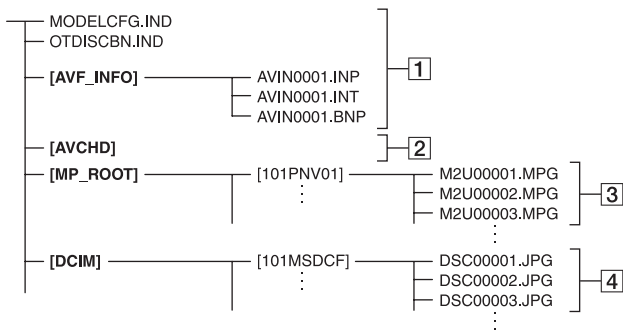 MODELCFG.IND
OTDISCBN.IND
[AVF_INFO] AVIN0001.INP
AVIN0001.INT
AVIN0001.BNP
1
[AVCHD]
2
[MP_ROOT] [101PNV01] M2U00001.MPG
M2U00002.MPG
M2U00003.MPG
3
[DCIM] [101MSDCF] DSC00001.JPG
DSC00002.JPG
DSC00003.JPG
4